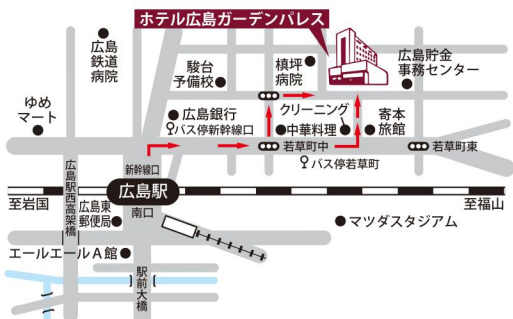 ホテル広島ガーデンパレス
広島
鉄道
病院
駿台
予備校
槙坪
病院
広島貯金
事務センター
ゆめ
マート
広島銀行
バス停新幹線口
クリーニング
中華料理
寄本
旅館
若草町中
若草町東
バス停若草町
新幹線口
広島駅
南口
至岩国
至福山
広島駅西高架橋
広島東
郵便局
マツダスタジアム
エールエールA館
駅前大橋